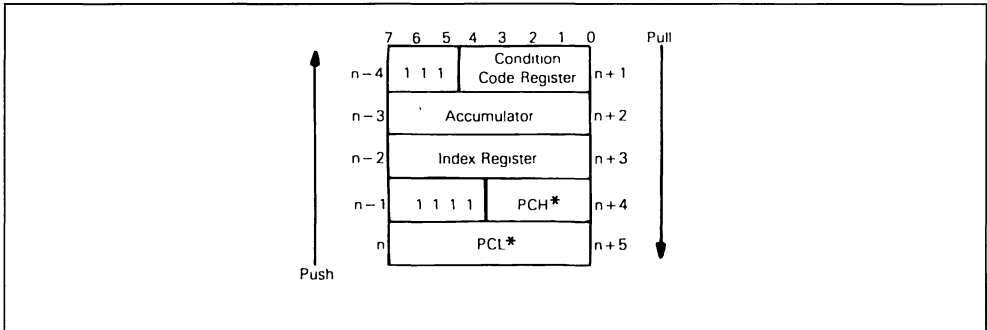 7 6 5 4 3 2 1 0 Pull
n – 4 1 1 1 Condition Code Register n + 1
n – 3 Accumulator n + 2
n – 2 Index Register n + 3
n – 1 1 1 1 1 PCH* n + 4
n PCL* n + 5
Push